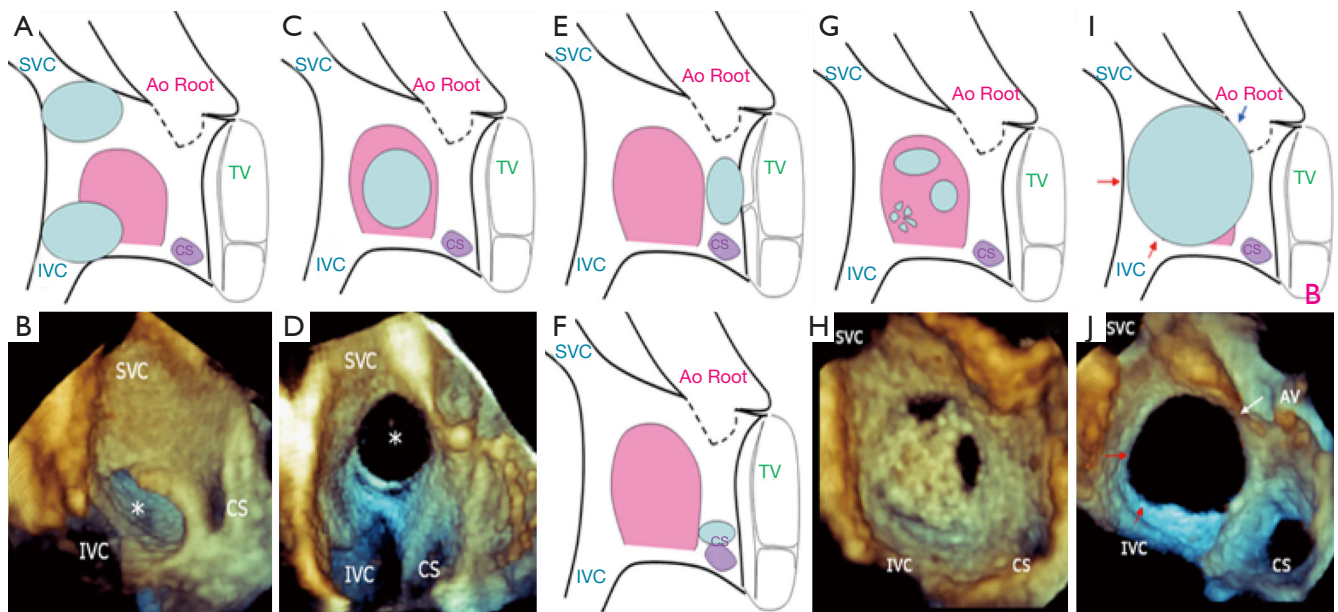 A
SVC
Ao Root
TV
CS
IVC
C
SVC
Ao Root
TV
CS
IVC
E
SVC
Ao Root
TV
CS
IVC
G
SVC
Ao Root
TV
CS
IVC
I
SVC
Ao Root
TV
CS
IVC
B
B
SVC
*
CS
IVC
D
SVC
*
IVC
CS
F
SVC
Ao Root
TV
CS
IVC
H
SVC
IVC
CS
J
SVC
AV
IVC
CS